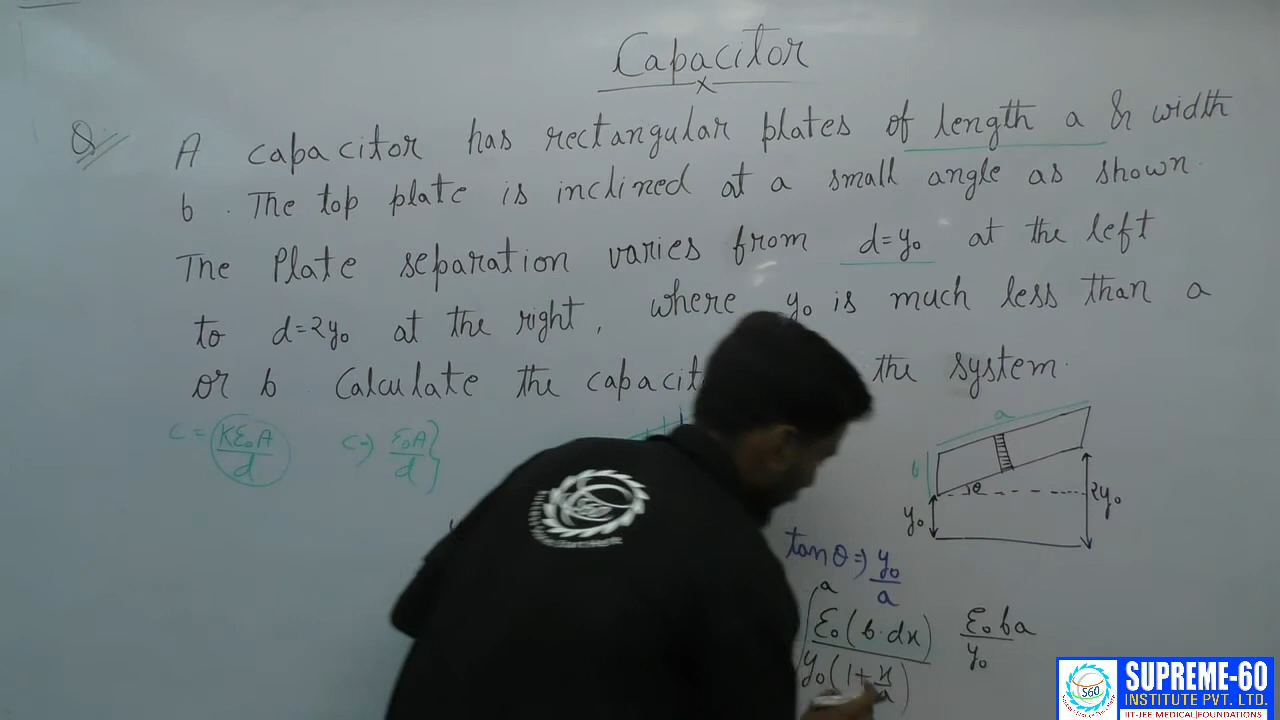 Capacitor
x
Q. A capacitor has rectangular plates of length a & width
b. The top plate is inclined at a small angle as shown.
The Plate separation varies from d=y₀ at the left
to d=2y₀ at the right, where y₀ is much less than a
or b. Calculate the the system.
C = Kε₀A/d C ⇒ ε₀A/d}
a
b
θ
y₀
2y₀
tan θ ⇒ y₀/a
∫ᵃ ε₀(b·dx)/y₀(1+x/a) ε₀ba/y₀
S60
SUPREME-60
INSTITUTE PVT. LTD.
IIT-JEE|MEDICAL|FOUNDATIONS